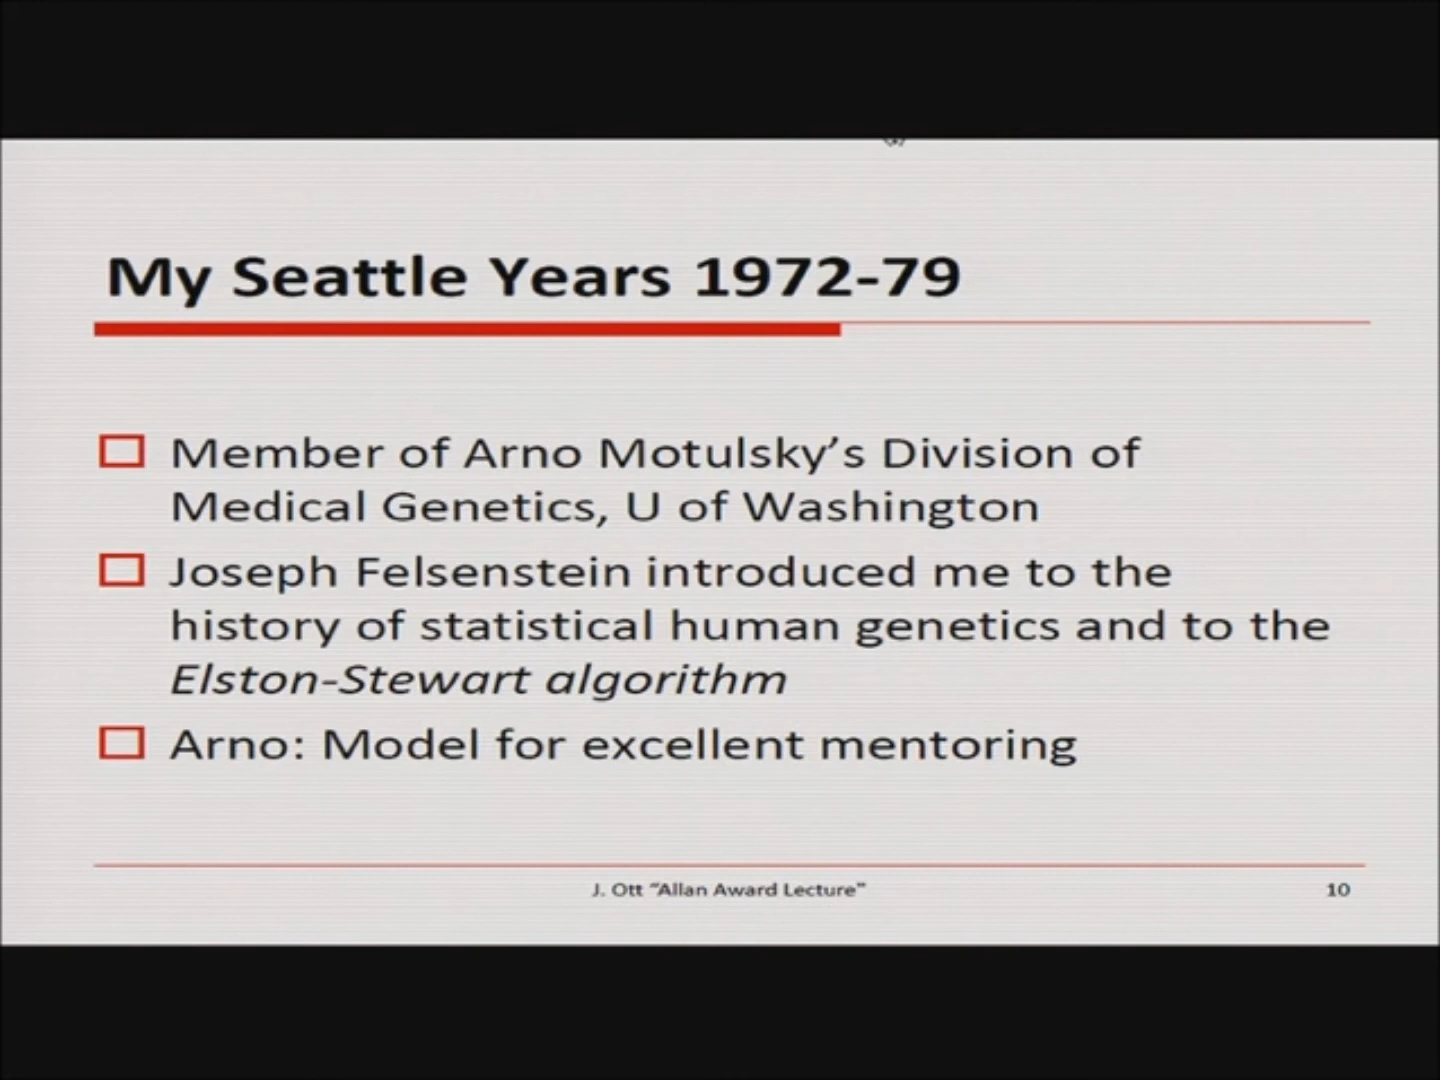 My Seattle Years 1972-79
Member of Arno Motulsky’s Division of
Medical Genetics, U of Washington
Joseph Felsenstein introduced me to the
history of statistical human genetics and to the
Elston-Stewart algorithm
Arno: Model for excellent mentoring
J. Ott “Allan Award Lecture”
10